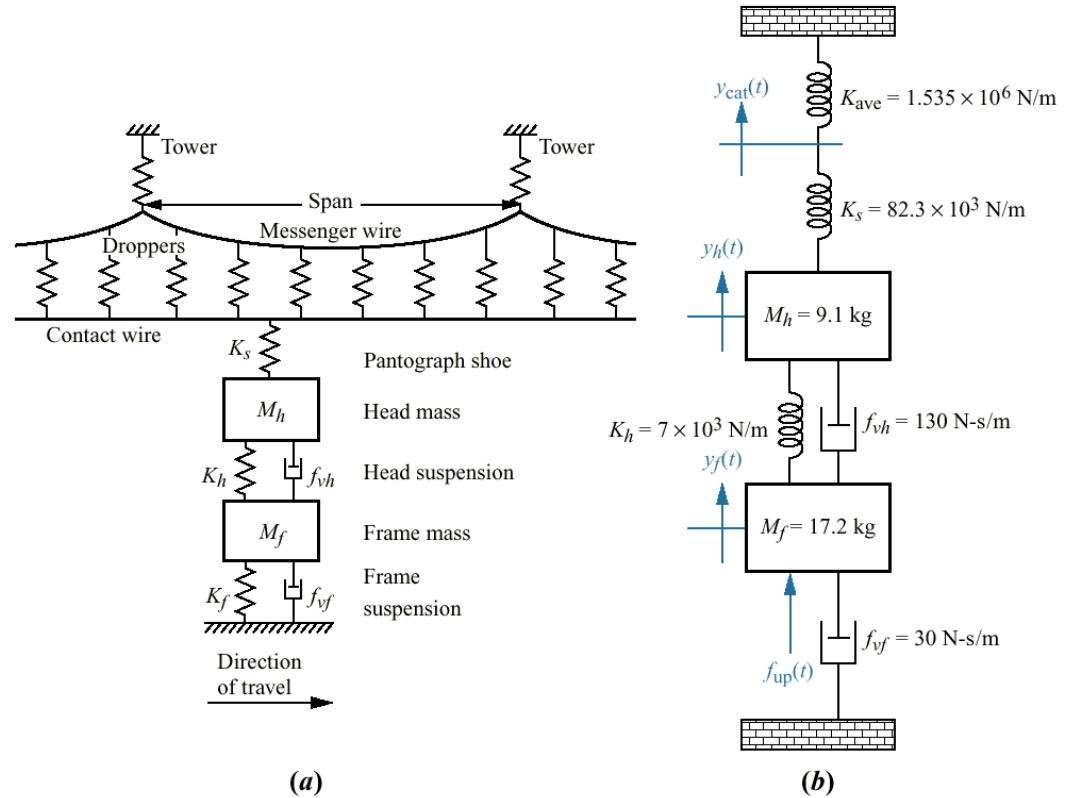 Tower
Tower
Span
Messenger wire
Droppers
Contact wire
K_s
Pantograph shoe
M_h
Head mass
K_h
f_vh
Head suspension
M_f
Frame mass
K_f
f_vf
Frame
suspension
Direction
of travel
(a)
y_cat(t)
K_ave = 1.535 × 10^6 N/m
K_s = 82.3 × 10^3 N/m
y_h(t)
M_h = 9.1 kg
K_h = 7 × 10^3 N/m
f_vh = 130 N-s/m
y_f(t)
M_f = 17.2 kg
f_vf = 30 N-s/m
f_up(t)
(b)